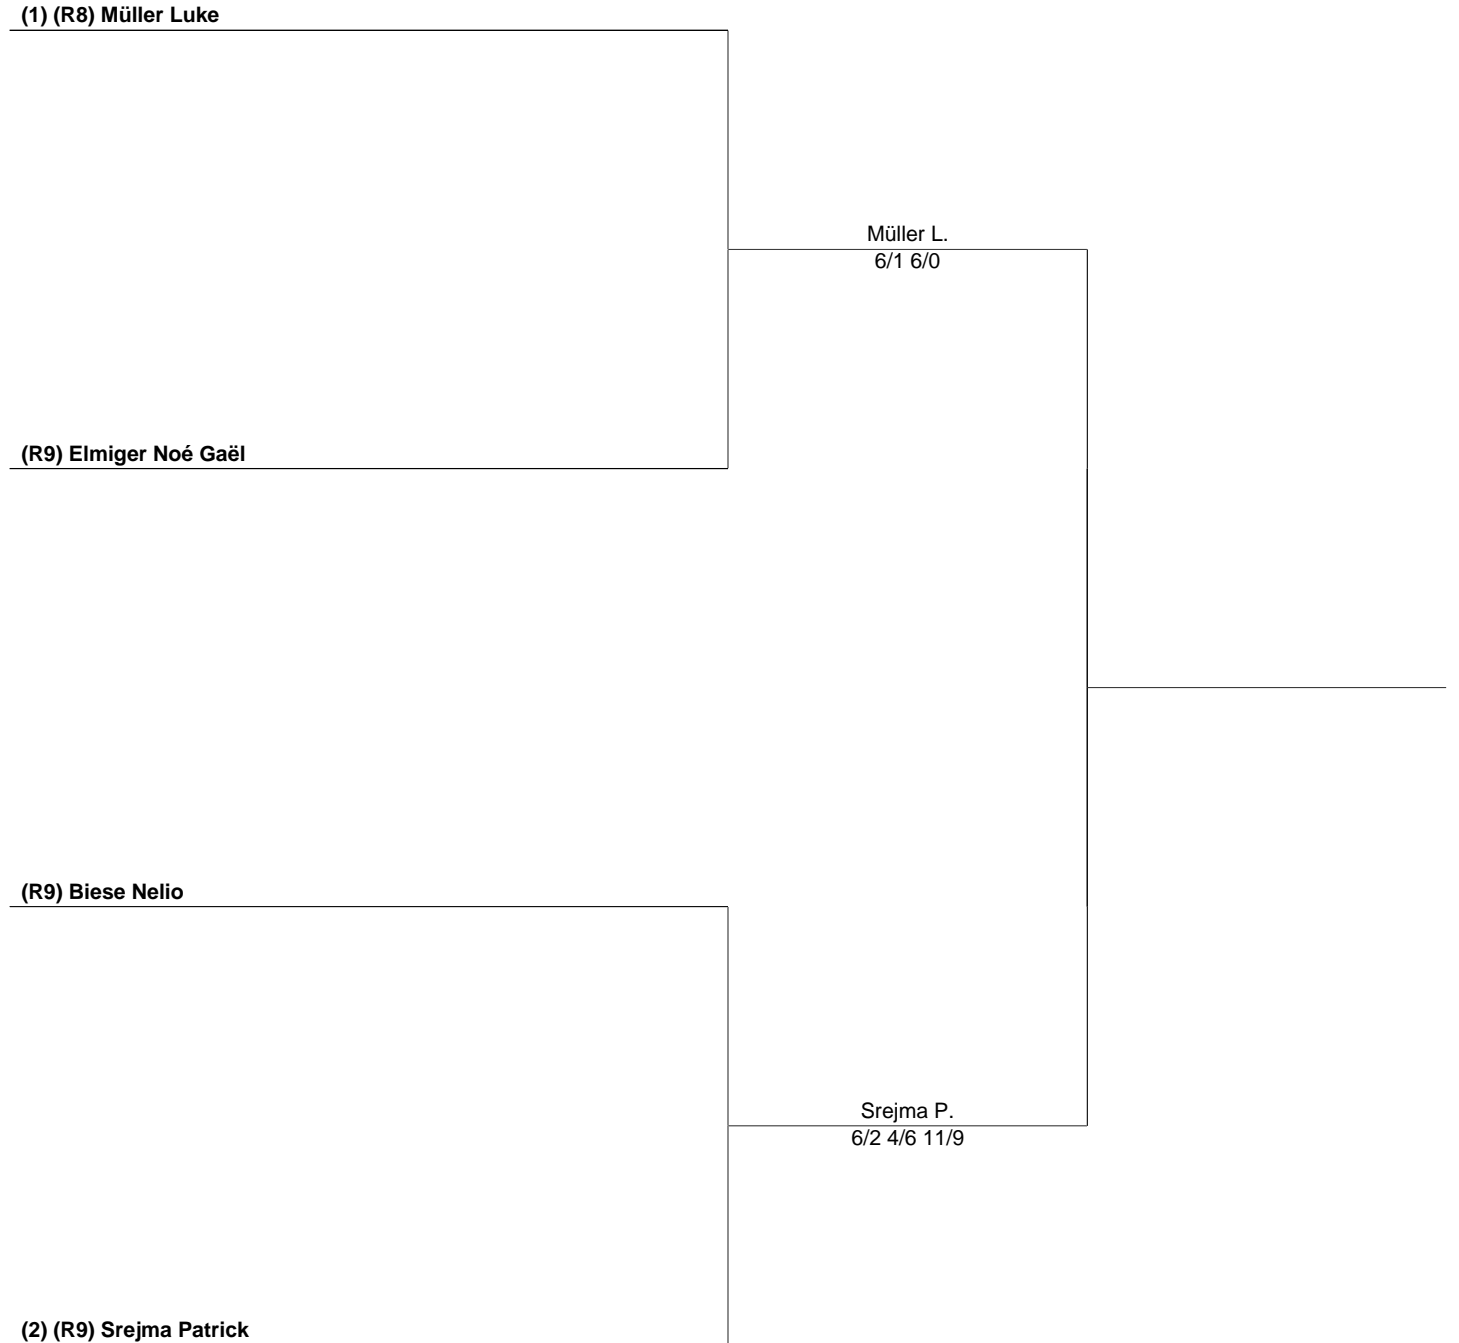 (1) (R8) Müller Luke
Müller L.
6/1 6/0
(R9) Elmiger Noé Gaël
(R9) Biese Nelio
Srejma P.
6/2 4/6 11/9
(2) (R9) Srejma Patrick